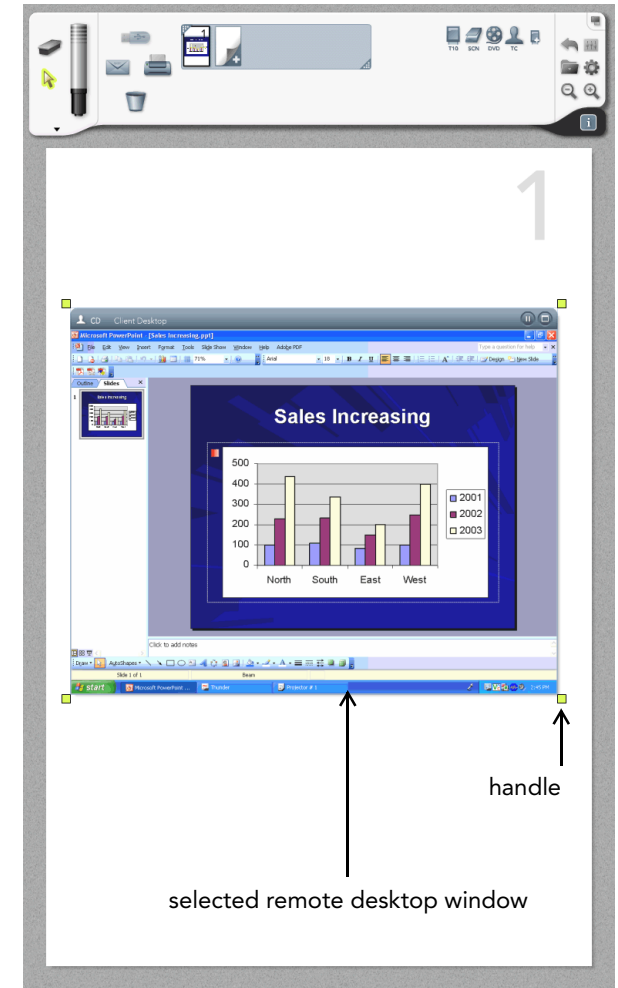 1
T10 SCN DVD TC
i
1
CD Client Desktop
Microsoft PowerPoint - [Sales Increasing.ppt]
File Edit View Insert Format Tools Slide Show Window Help Adobe PDF Type a question for help
71% Arial 18 B I U Design New Slide
Outline Slides
1 Sales Increasing
Sales Increasing
500
400
300
200
100
0
North South East West
2001
2002
2003
Click to add notes
Draw AutoShapes
Slide 1 of 1 Beam
start Microsoft PowerPoint ... Thunder Projector # 1
handle
selected remote desktop window